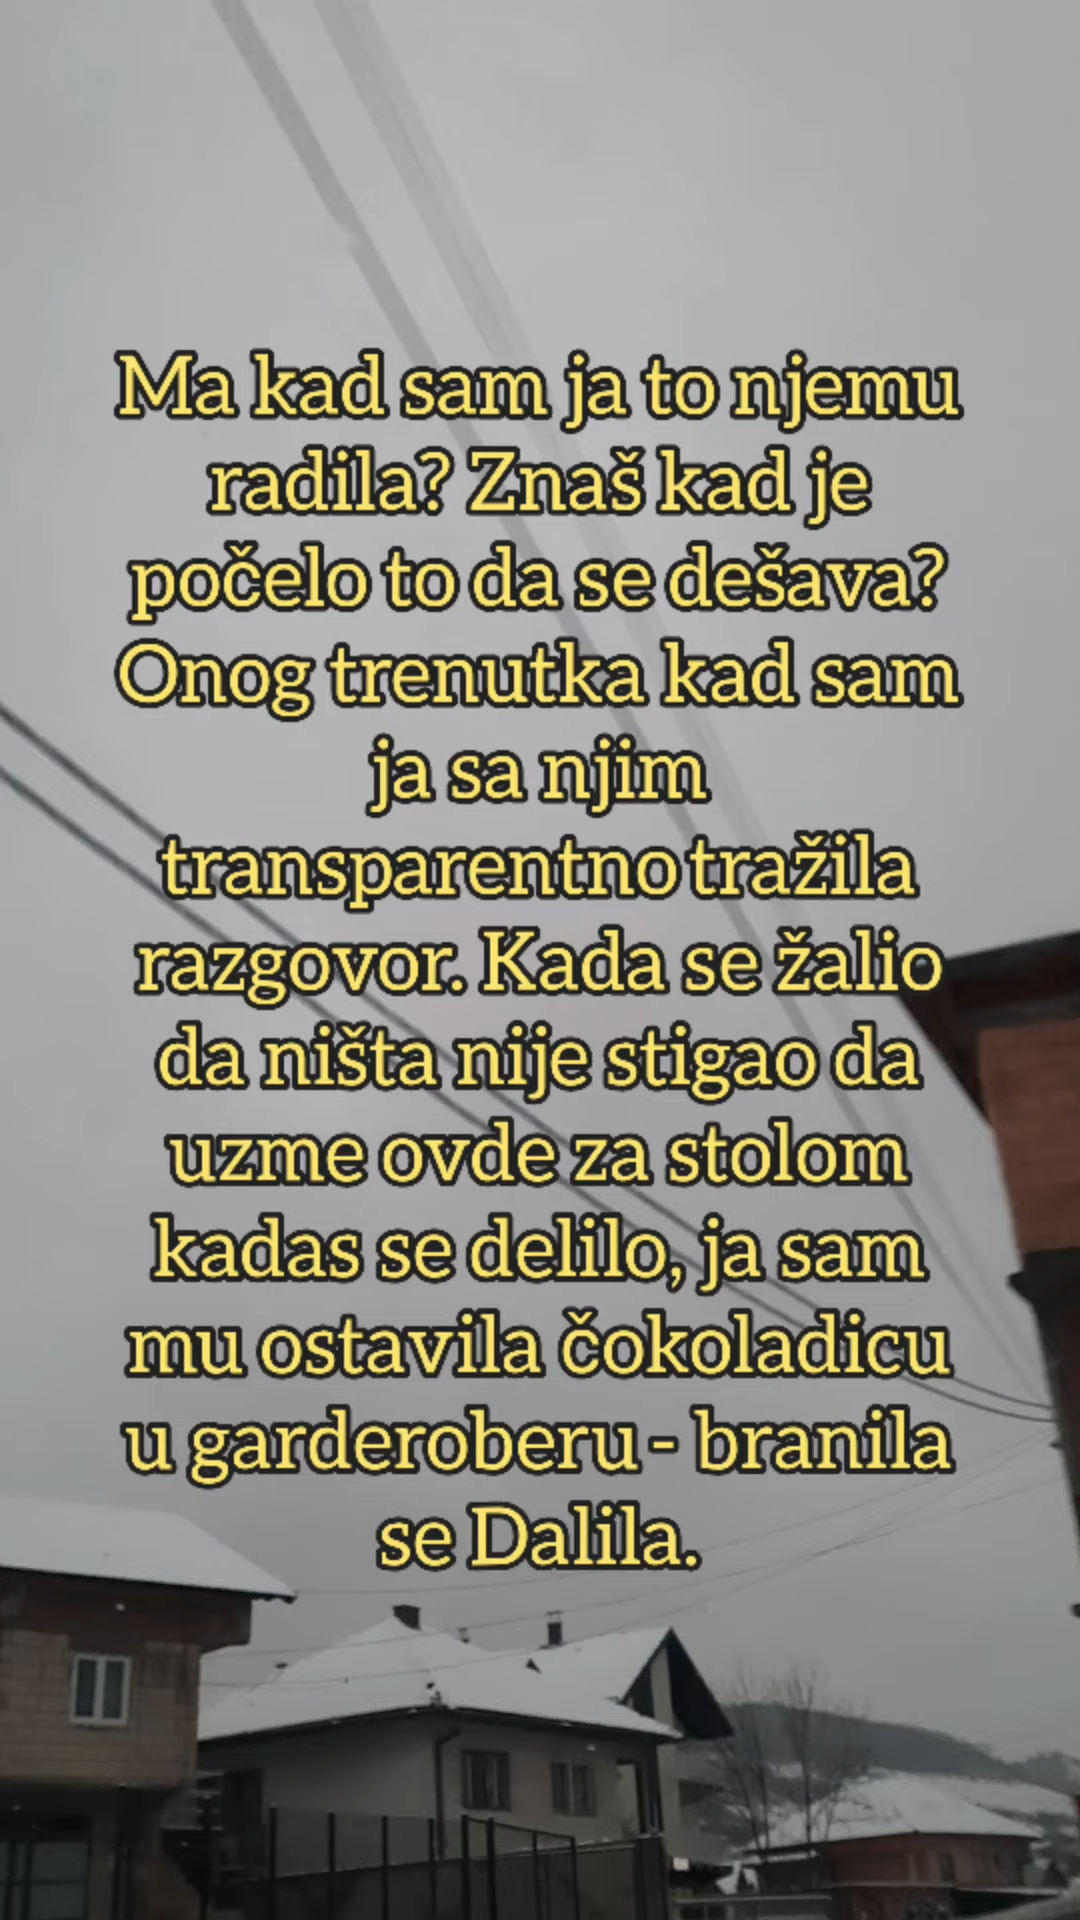 Ma kad sam ja to njemu
radila? Znaš kad je
počelo to da se dešava?
Onog trenutka kad sam
ja sa njim
transparentno tražila
razgovor. Kada se žalio
da ništa nije stigao da
uzme ovde za stolom
kadas se delilo, ja sam
mu ostavila čokoladicu
u garderoberu - branila
se Dalila.